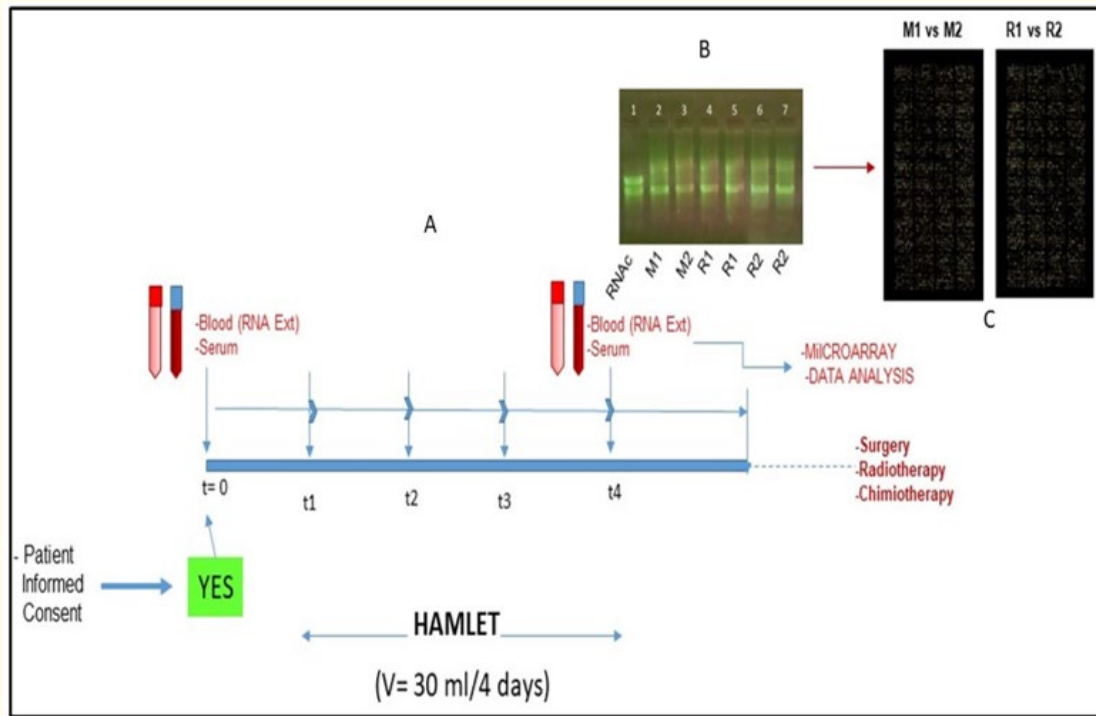 M1 vs M2 R1 vs R2
B
1 2 3 4 5 6 7
A
RNAc M1 M2 R1 R1 R2 R2
C
-Blood (RNA Ext)
-Serum
-Blood (RNA Ext)
-Serum
-MilCROARRAY
-DATA ANALYSIS
-Surgery
-Radiotherapy
-Chimiotherapy
t= 0 t1 t2 t3 t4
- Patient
Informed
Consent
YES
HAMLET
(V= 30 ml/4 days)